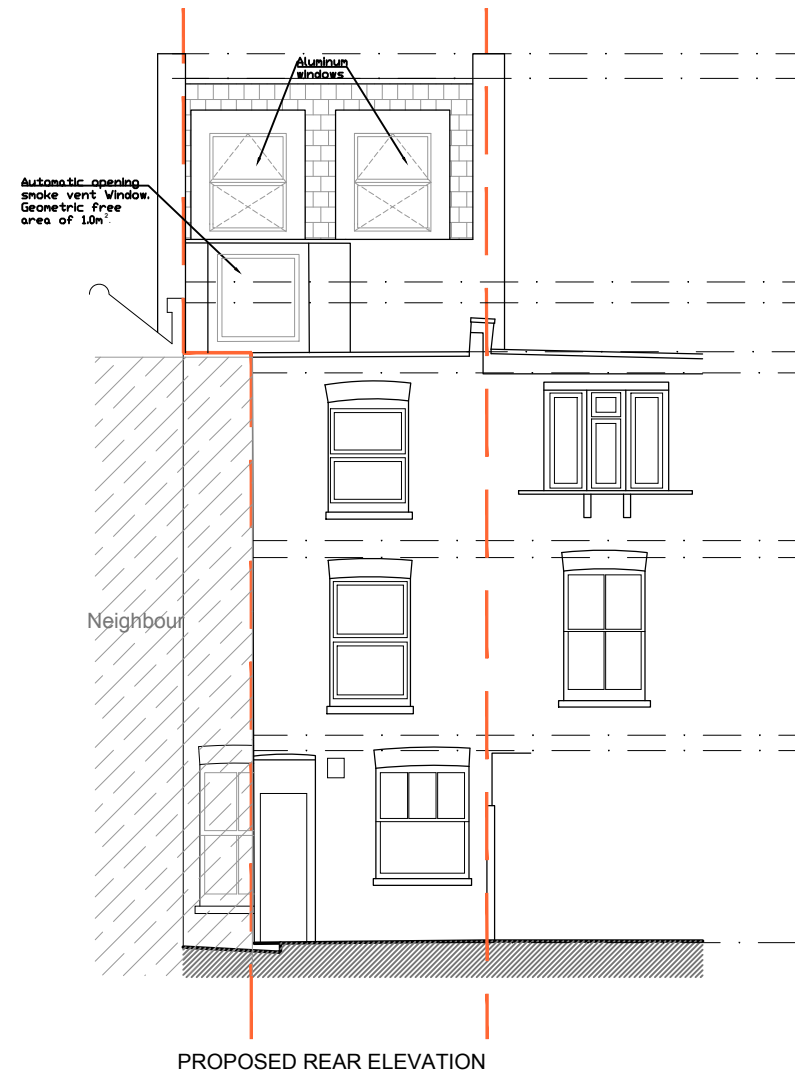 Aluminum
windows
Automatic opening
smoke vent Window.
Geometric free
area of 1.0m².
Neighbour
PROPOSED REAR ELEVATION